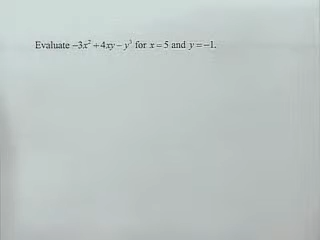 Evaluate −3x² + 4xy − y³ for x = 5 and y = −1.